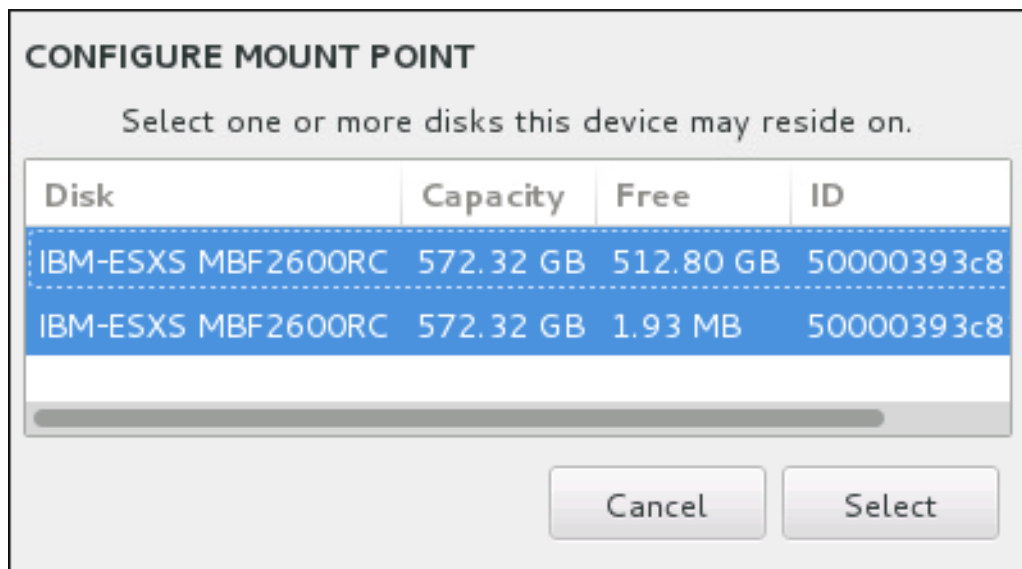 CONFIGURE MOUNT POINT
Select one or more disks this device may reside on.
Disk Capacity Free ID
IBM-ESXS MBF2600RC 572.32 GB 512.80 GB 50000393c8
IBM-ESXS MBF2600RC 572.32 GB 1.93 MB 50000393c8
Cancel Select